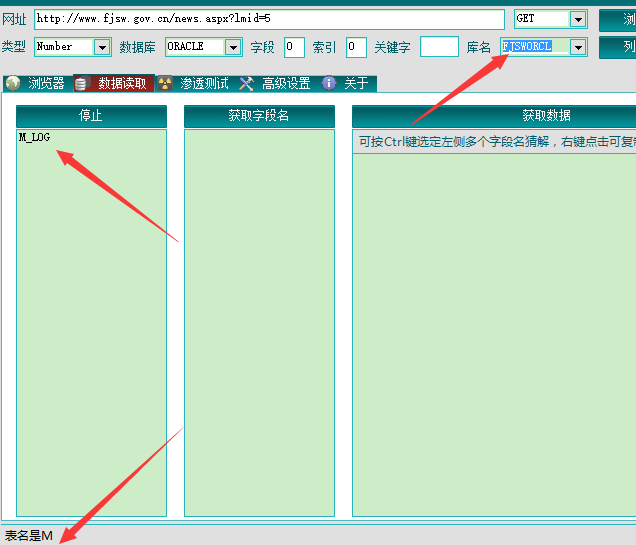 网址 http://www.fjsw.gov.cn/news.aspx?lmid=5 GET 浏
类型 Number 数据库 ORACLE 字段 0 索引 0 关键字 库名 FJSWORCL 列
浏览器 数据读取 渗透测试 高级设置 关于
停止 获取字段名 获取数据
M_LOG
可按Ctrl键选定左侧多个字段名猜解，右键点击可复制
表名是M